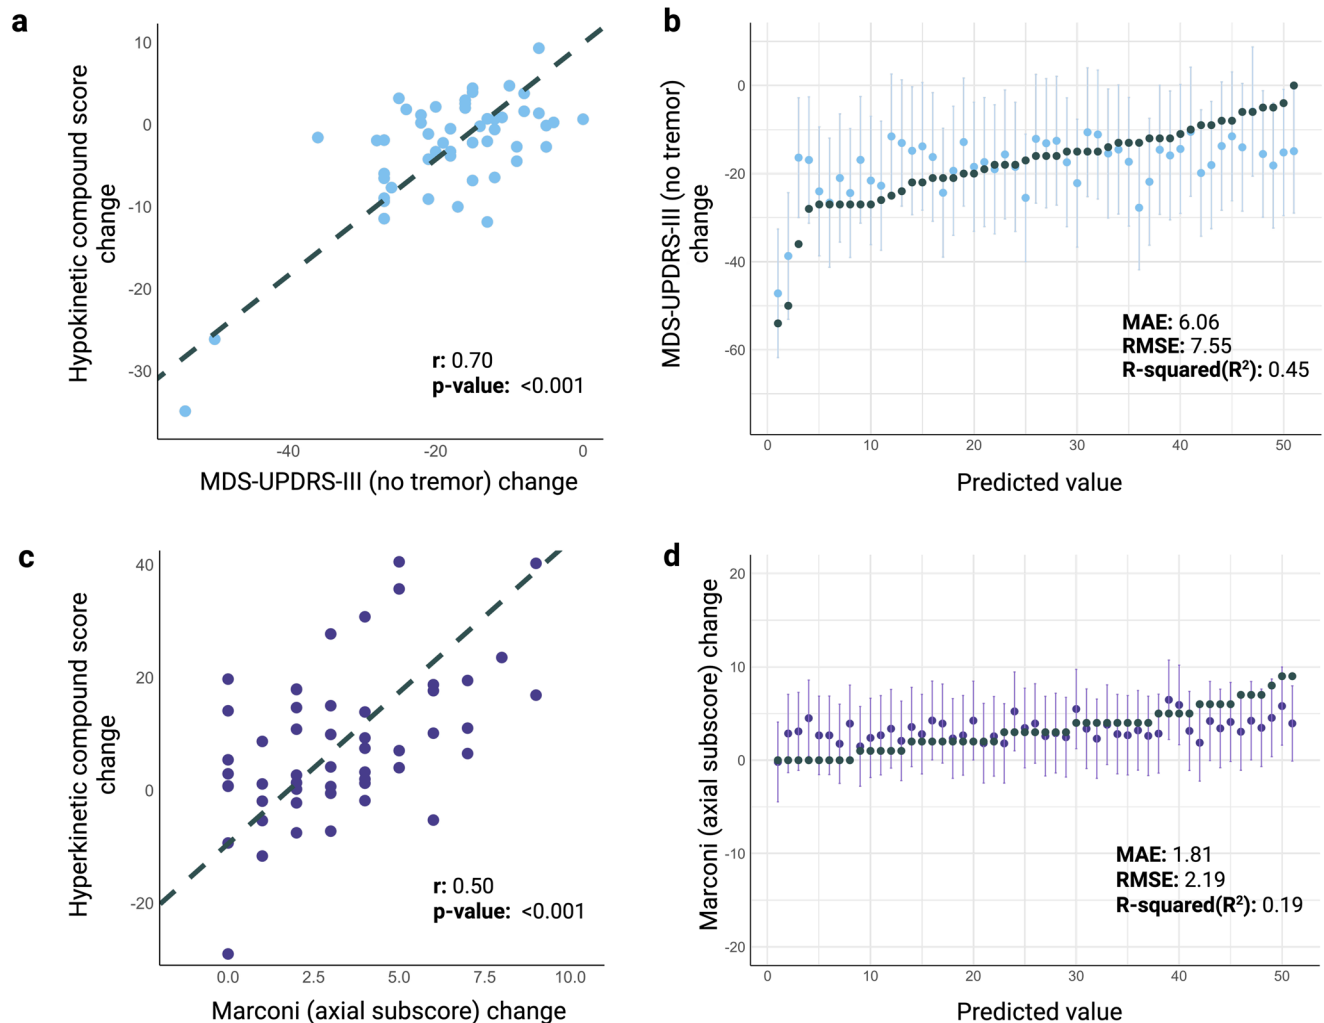 a
10
0
-10
-20
-30
Hypokinetic compound score
change
-40
-20
0
MDS-UPDRS-III (no tremor) change
r: 0.70
p-value: <0.001
b
0
-20
-40
-60
MDS-UPDRS-III (no tremor)
change
0
10
20
30
40
50
Predicted value
MAE: 6.06
RMSE: 7.55
R-squared(R²): 0.45
c
40
20
0
-20
Hyperkinetic compound score
change
0.0
2.5
5.0
7.5
10.0
Marconi (axial subscore) change
r: 0.50
p-value: <0.001
d
20
10
0
-10
-20
Marconi (axial subscore) change
0
10
20
30
40
50
Predicted value
MAE: 1.81
RMSE: 2.19
R-squared(R²): 0.19